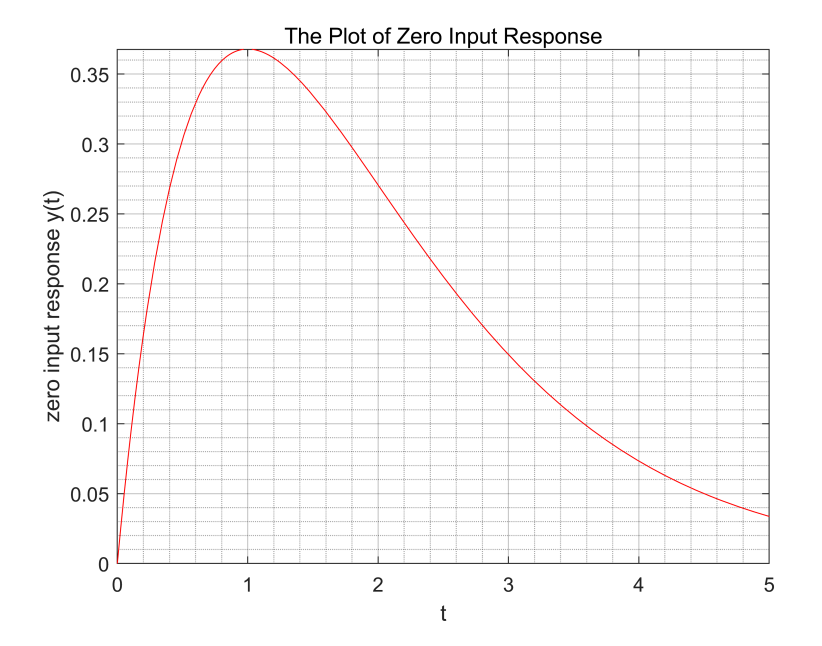 The Plot of Zero Input Response
0.35
0.3
0.25
0.2
0.15
0.1
0.05
0
zero input response y(t)
0 1 2 3 4 5
t